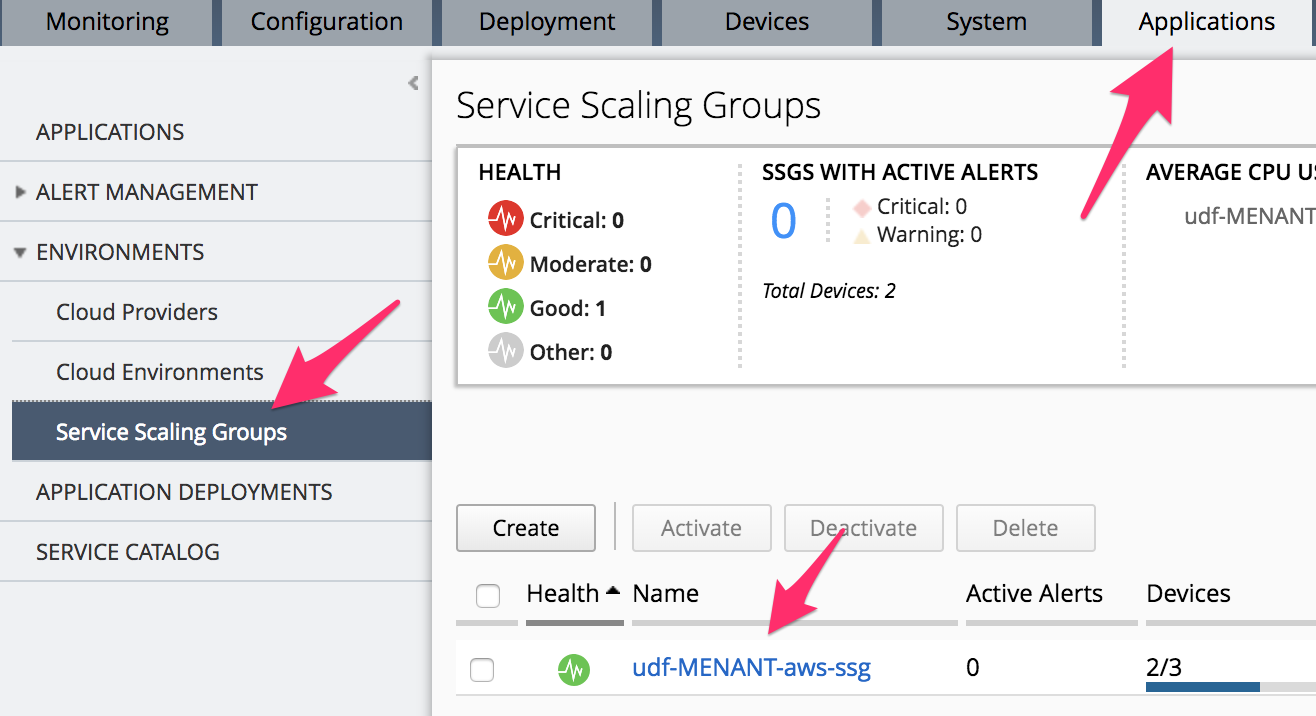 Monitoring Configuration Deployment Devices System Applications
APPLICATIONS
ALERT MANAGEMENT
ENVIRONMENTS
Cloud Providers
Cloud Environments
Service Scaling Groups
APPLICATION DEPLOYMENTS
SERVICE CATALOG
Service Scaling Groups
HEALTH
Critical: 0
Moderate: 0
Good: 1
Other: 0
SSGS WITH ACTIVE ALERTS
0
Critical: 0
Warning: 0
Total Devices: 2
AVERAGE CPU
udf-MENANT
Create Activate Deactivate Delete
Health Name Active Alerts Devices
udf-MENANT-aws-ssg 0 2/3